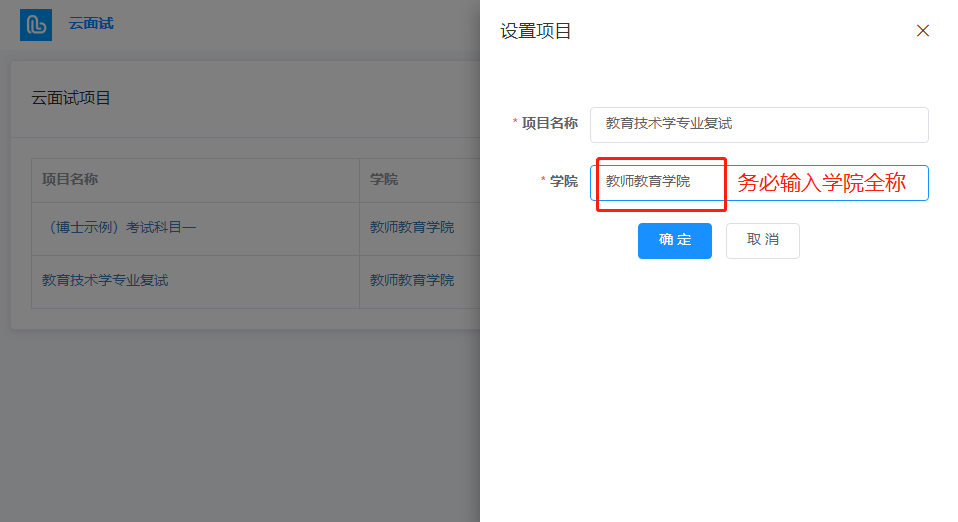 云面试
云面试项目
项目名称 学院
（博士示例）考试科目一 教师教育学院
教育技术学专业复试 教师教育学院
设置项目
* 项目名称 教育技术学专业复试
* 学院 教师教育学院 务必输入学院全称
确 定 取 消